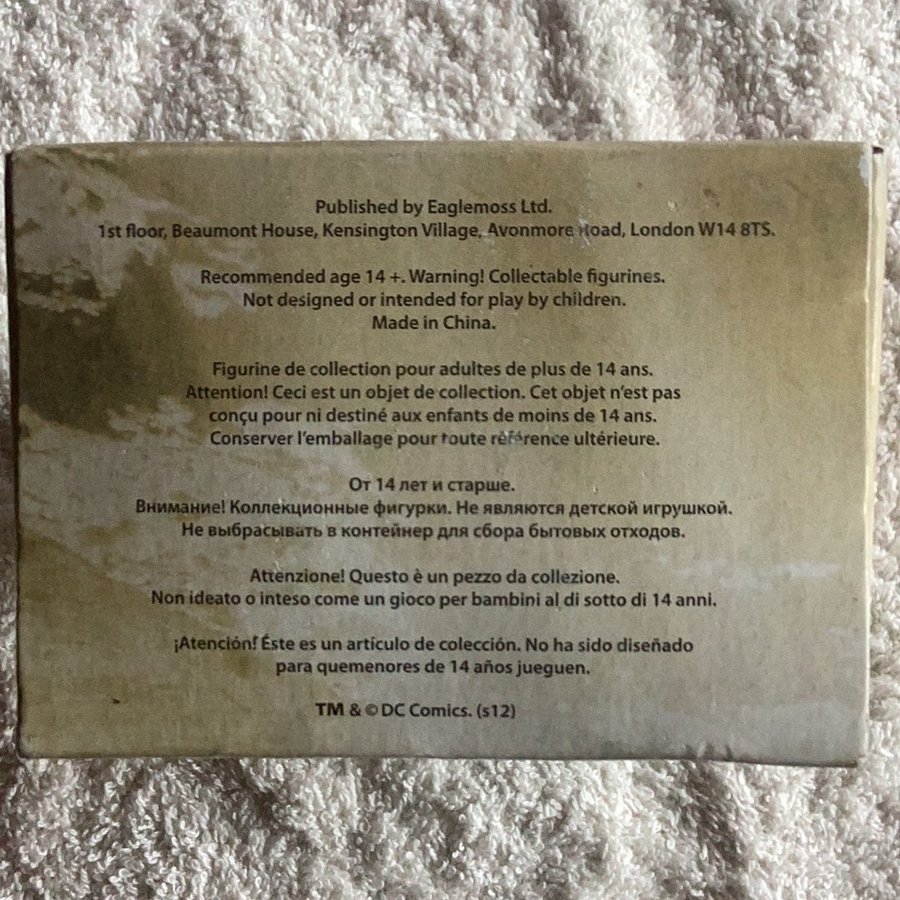 Published by Eaglemoss Ltd.
1st floor, Beaumont House, Kensington Village, Avonmore Road, London W14 8TS.
Recommended age 14 +. Warning! Collectable figurines.
Not designed or intended for play by children.
Made in China.
Figurine de collection pour adultes de plus de 14 ans.
Attention! Ceci est un objet de collection. Cet objet n'est pas
conçu pour ni destiné aux enfants de moins de 14 ans.
Conserver l'emballage pour toute référence ultérieure.
От 14 лет и старше.
Внимание! Коллекционные фигурки. Не являются детской игрушкой.
Не выбрасывать в контейнер для сбора бытовых отходов.
Attenzione! Questo è un pezzo da collezione.
Non ideato o inteso come un gioco per bambini al di sotto di 14 anni.
¡Atención! Éste es un artículo de colección. No ha sido diseñado
para quemenores de 14 años jueguen.
TM & © DC Comics. (s12)